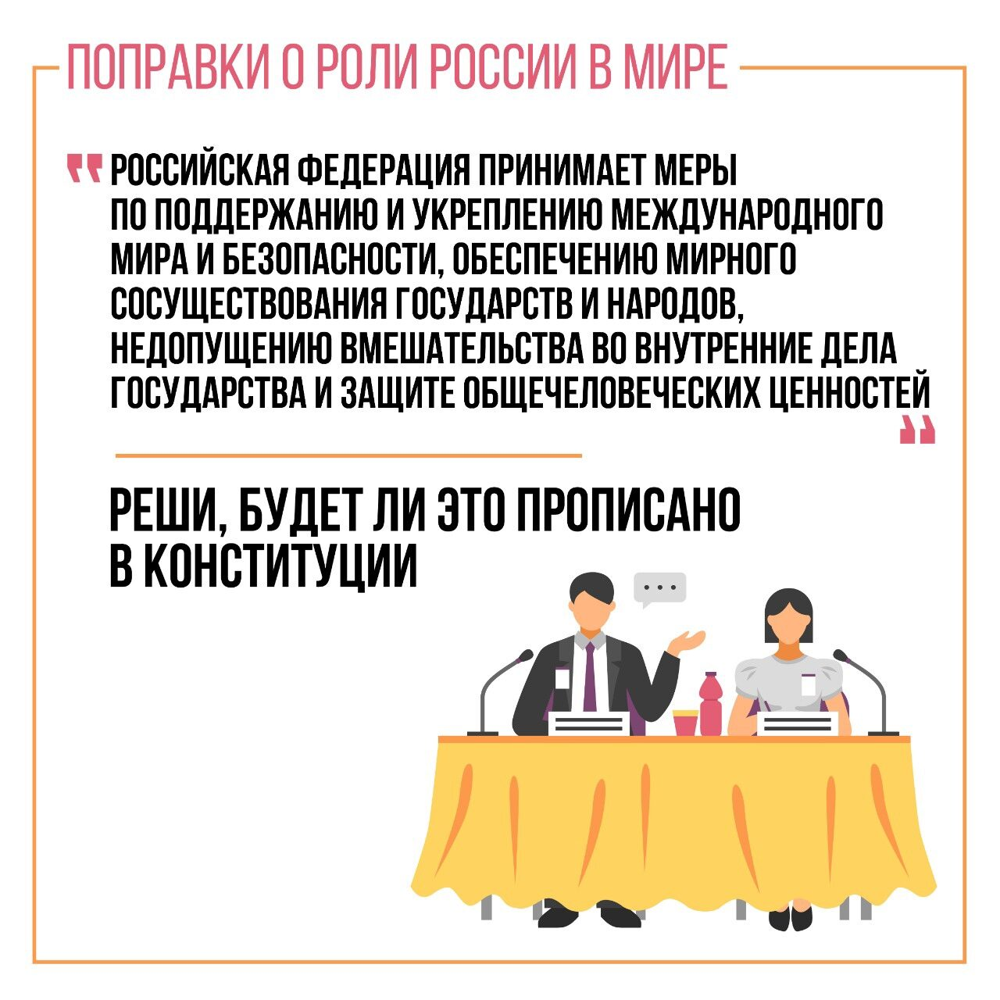 ПОПРАВКИ О РОЛИ РОССИИ В МИРЕ
РОССИЙСКАЯ ФЕДЕРАЦИЯ ПРИНИМАЕТ МЕРЫ
ПО ПОДДЕРЖАНИЮ И УКРЕПЛЕНИЮ МЕЖДУНАРОДНОГО
МИРА И БЕЗОПАСНОСТИ, ОБЕСПЕЧЕНИЮ МИРНОГО
СОСУЩЕСТВОВАНИЯ ГОСУДАРСТВ И НАРОДОВ,
НЕДОПУЩЕНИЮ ВМЕШАТЕЛЬСТВА ВО ВНУТРЕННИЕ ДЕЛА
ГОСУДАРСТВА И ЗАЩИТЕ ОБЩЕЧЕЛОВЕЧЕСКИХ ЦЕННОСТЕЙ
РЕШИ, БУДЕТ ЛИ ЭТО ПРОПИСАНО
В КОНСТИТУЦИИ